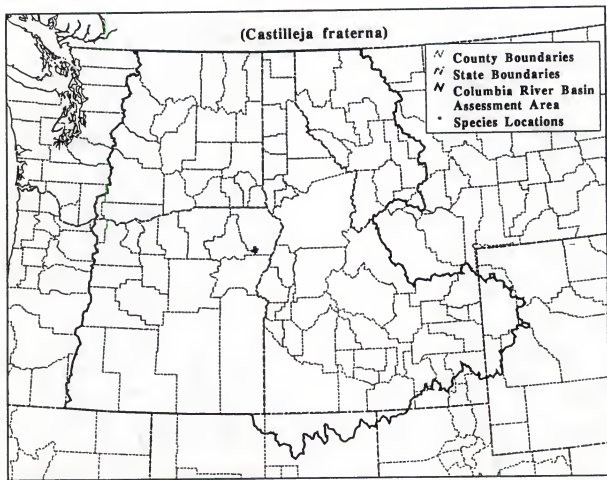 (Castilleja fraterna)
County Boundaries
State Boundaries
Columbia River Basin
Assessment Area
Species Locations